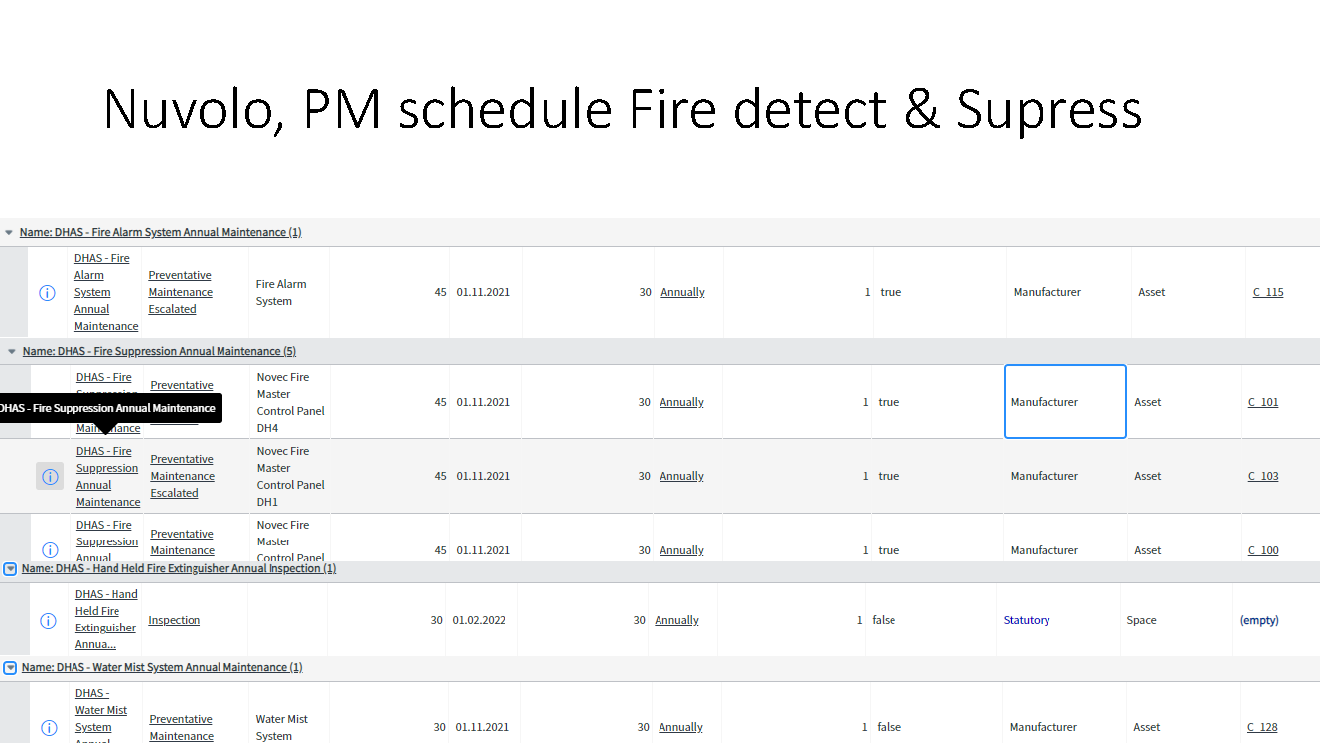 Nuvolo, PM schedule Fire detect & Supress
Name: DHAS - Fire Alarm System Annual Maintenance (1)
DHAS - Fire
Alarm
System
Annual
Maintenance
Preventative
Maintenance
Escalated
Fire Alarm
System
45 01.11.2021 30 Annually 1 true Manufacturer Asset C_115
Name: DHAS - Fire Suppression Annual Maintenance (5)
DHAS - Fire
Preventative
Novec Fire
Master
Control Panel
DH4
45 01.11.2021 30 Annually 1 true Manufacturer Asset C_101
DHAS - Fire Suppression Annual Maintenance
DHAS - Fire
Suppression
Annual
Maintenance
Preventative
Maintenance
Escalated
Novec Fire
Master
Control Panel
DH1
45 01.11.2021 30 Annually 1 true Manufacturer Asset C_103
DHAS - Fire
Suppression
Annual
Preventative
Maintenance
Novec Fire
Master
Control Panel
45 01.11.2021 30 Annually 1 true Manufacturer Asset C_100
Name: DHAS - Hand Held Fire Extinguisher Annual Inspection (1)
DHAS - Hand
Held Fire
Extinguisher
Annua...
Inspection
30 01.02.2022 30 Annually 1 false Statutory Space (empty)
Name: DHAS - Water Mist System Annual Maintenance (1)
DHAS -
Water Mist
System
Annual
Preventative
Maintenance
Water Mist
System
30 01.11.2021 30 Annually 1 false Manufacturer Asset C_128